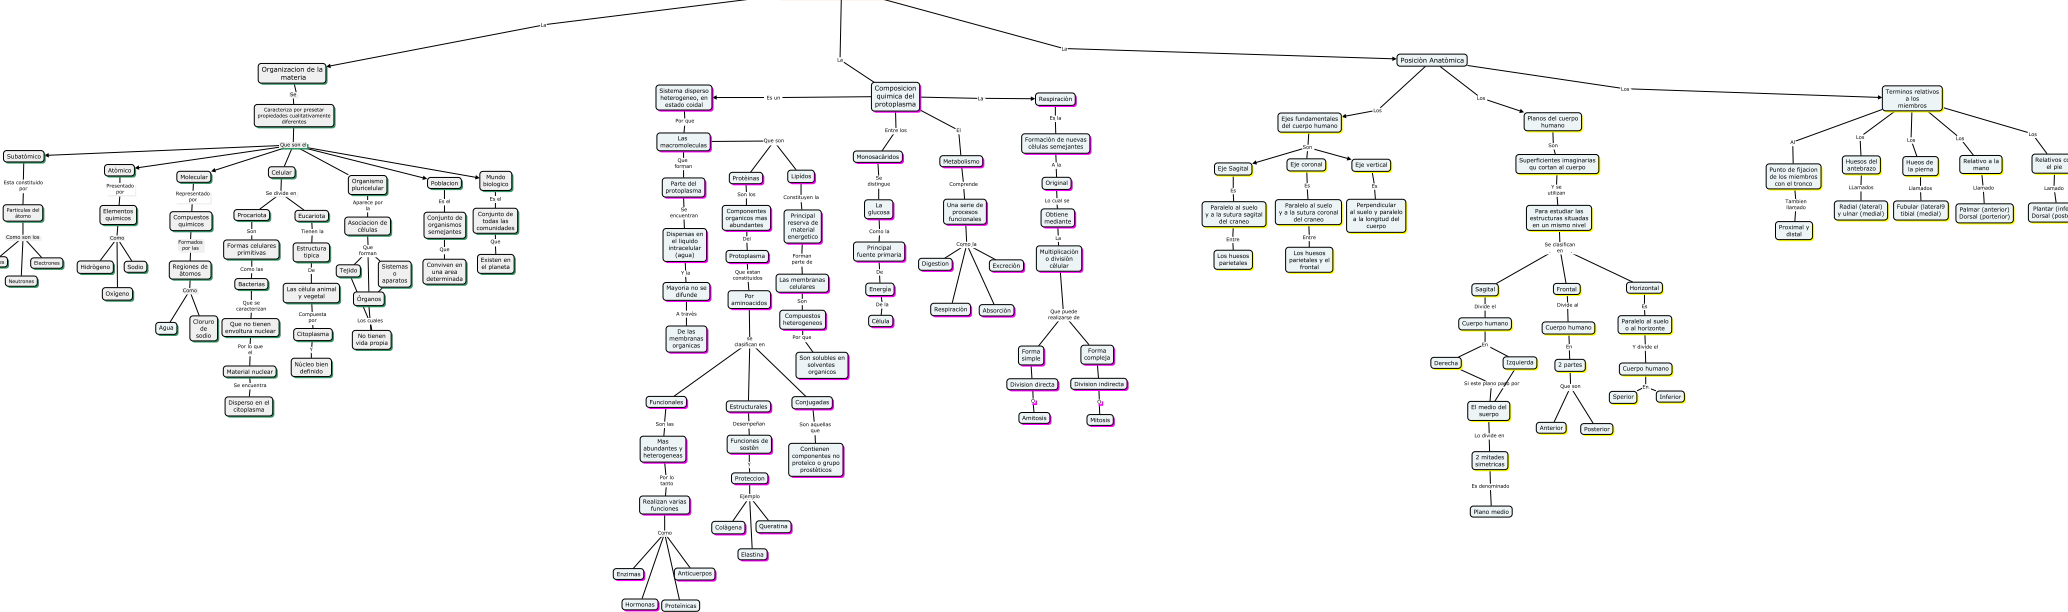 La
La
La
Organizacion de la
materia
Se
Caracteriza por presetar
propiedades cualitativamente
diferentes
Que son el
Subatómico
Esta constituido
por
Particulas del
átomo
Como son los
Neutrones
Electrones
Atòmico
Presentado
por
Elementos
quimicos
Como
Hidrògeno
Sodio
Oxígeno
Molecular
Representado
por
Compuestos
quimicos
Formados
por las
Regiones de
àtomos
Como
Agua
Cloruro
de
sodio
Celular
Se divide en
Procariota
Son
Formas celulares
primitivas
Como las
Bacterias
Que se
caracterizan
Que no tienen
envoltura nuclear
Por lo que
el
Material nuclear
Se encuentra
Disperso en el
citoplasma
Eucariota
Tienen la
Estructura
tipica
De
Las célula animal
y vegetal
Compuesta
por
Citoplasma
Y
Núcleo bien
definido
Organismo
pluricelular
Aparece por
la
Asociacion de
cèlulas
Que
forman
Tejido
Sistemas
o
aparatos
Órganos
Los cuales
No tienen
vida propia
Poblacion
Es el
Conjunto de
organismos
semejantes
Que
Conviven en
una area
determinada
Mundo
biologico
Es el
Conjunto de
todas las
comunidades
Que
Existen en
el planeta
Composicion
quimica del
protoplasma
Es un
Sistema disperso
heterogeneo, en
estado coidal
Por que
Las
macromoleculas
Que
forman
Parte del
protoplasma
Se
encuentran
Dispersas en
el liquido
intracelular
(agua)
Y la
Mayoria no se
difunde
A travès
De las
membranas
organicas
Que son
Protèinas
Son los
Componentes
organicos mas
abundantes
Del
Protoplasma
Que estan
constituidos
Por
aminoacidos
se
clasifican en
Funcionales
Son las
Mas
abundantes y
heterogeneas
Por lo
tanto
Realizan varias
funciones
Como
Enzimas
Anticuerpos
Hormonas
Proteínicas
Estructurales
Desempeñan
Funciones de
sostén
Y
Proteccion
Ejemplo
Colágena
Queratina
Elastina
Conjugadas
Son aquellas
que
Contienen
componentes no
proteico o grupo
prostéticos
Lipidos
Constituyen la
Principal
reserva de
material
energetico
Forman
parte de
Las membranas
celulares
Son
Compuestos
heterogeneos
Por que
Son solubles en
solventes
organicos
Entre los
Monosacáridos
Se
distingue
La
glucosa
Como la
Principal
fuente primaria
De
Energía
De la
Célula
El
Metabolismo
Comprende
Una serie de
procesos
funcionales
Como la
Digestion
Excreción
Respiración
Absorción
La
Respiraciòn
Es la
Formaciòn de nuevas
cèlulas semejantes
A la
Original
Lo cual se
Obtiene
mediante
La
Multiplicación
o división
célular
Que puede
realizarse de
Forma
simple
Division directa
Amitosis
Forma
compleja
Division indirecta
Mitosis
Posiciòn Anatòmica
Los
Ejes fundamentales
del cuerpo humano
Son
Eje Sagital
Es
Paralelo al suelo
y a la sutura sagital
del craneo
Entre
Los huesos
parietales
Eje coronal
Es
Paralelo al suelo
y a la sutura coronal
del craneo
Entre
Los huesos
parietales y el
frontal
Eje vertical
Es
Perpendicular
al suelo y paralelo
a la longitud del
cuerpo
Los
Planos del cuerpo
humano
Son
Superficientes imaginarias
qu cortan al cuerpo
Y se
utilizan
Para estudiar las
estructuras situadas
en un mismo nivel
Se clasifican
en
Sagital
Divide el
Cuerpo humano
En
Derecha
Izquierda
Si este plano pasa por
El medio del
suerpo
Lo divide en
2 mitades
simetricas
Es denominado
Plano medio
Frontal
Divide al
Cuerpo humano
En
2 partes
Que son
Anterior
Posterior
Horizontal
Es
Paralelo al suelo
o al horizonte
Y divide el
Cuerpo humano
En
Sperior
Inferior
Los
Terminos relativos
a los
miembros
Al
Punto de fijacion
de los miembros
con el tronco
Tambien
llamado
Proximal y
distal
Los
Huesos del
antebrazo
LLamados
Radial (lateral)
y ulnar (medial)
Los
Hueos de
la pierna
Llamados
Fubular (lateral9
tibial (medial)
Los
Relativo a la
mano
Llamado
Palmar (anterior)
Dorsal (porterior)
Los
Relativos
el pie
Lamado
Plantar
Dorsal